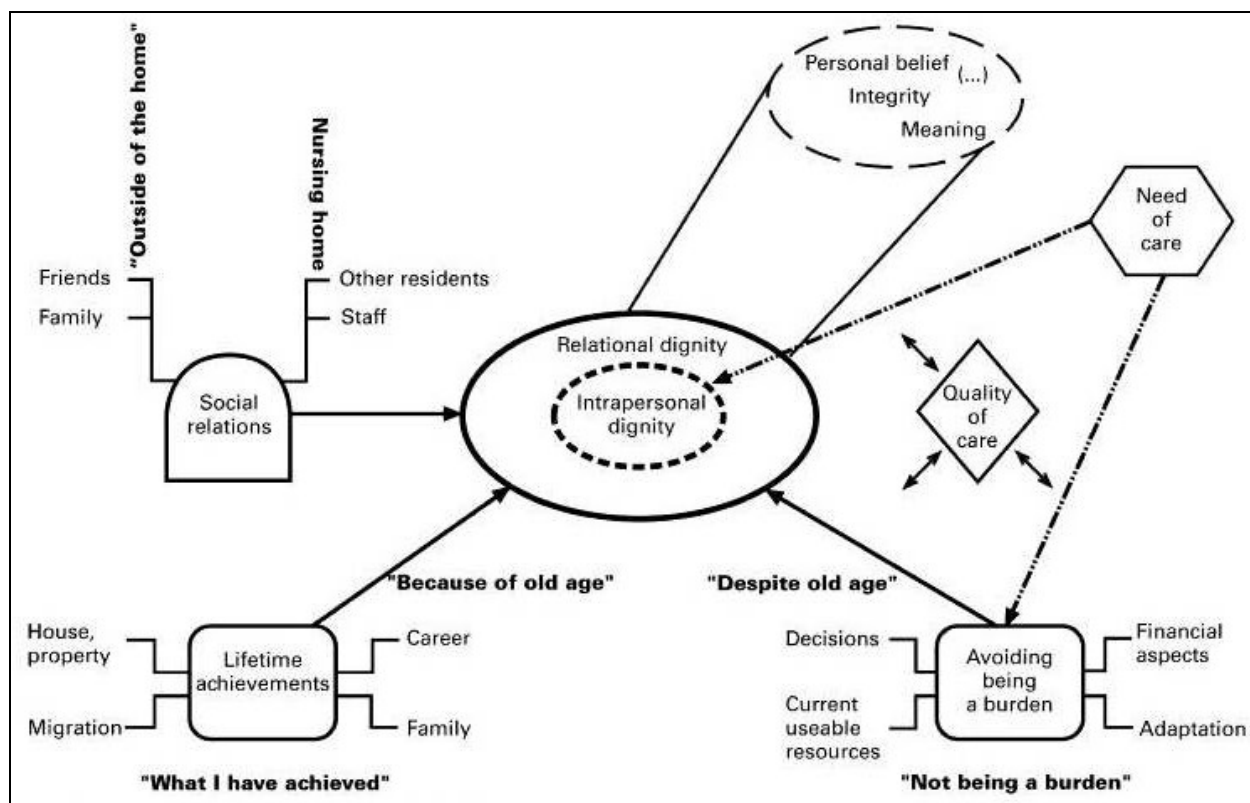 "Outside of the home"
Nursing home
Friends
Family
Other residents
Staff
Social
relations
Personal belief
(...)
Integrity
Meaning
Need
of
care
Relational dignity
Intrapersonal
dignity
Quality
of
care
"Because of old age"
"Despite old age"
House,
property
Migration
Lifetime
achievements
Career
Family
"What I have achieved"
Decisions
Current
useable
resources
Avoiding
being
a burden
Financial
aspects
Adaptation
"Not being a burden"